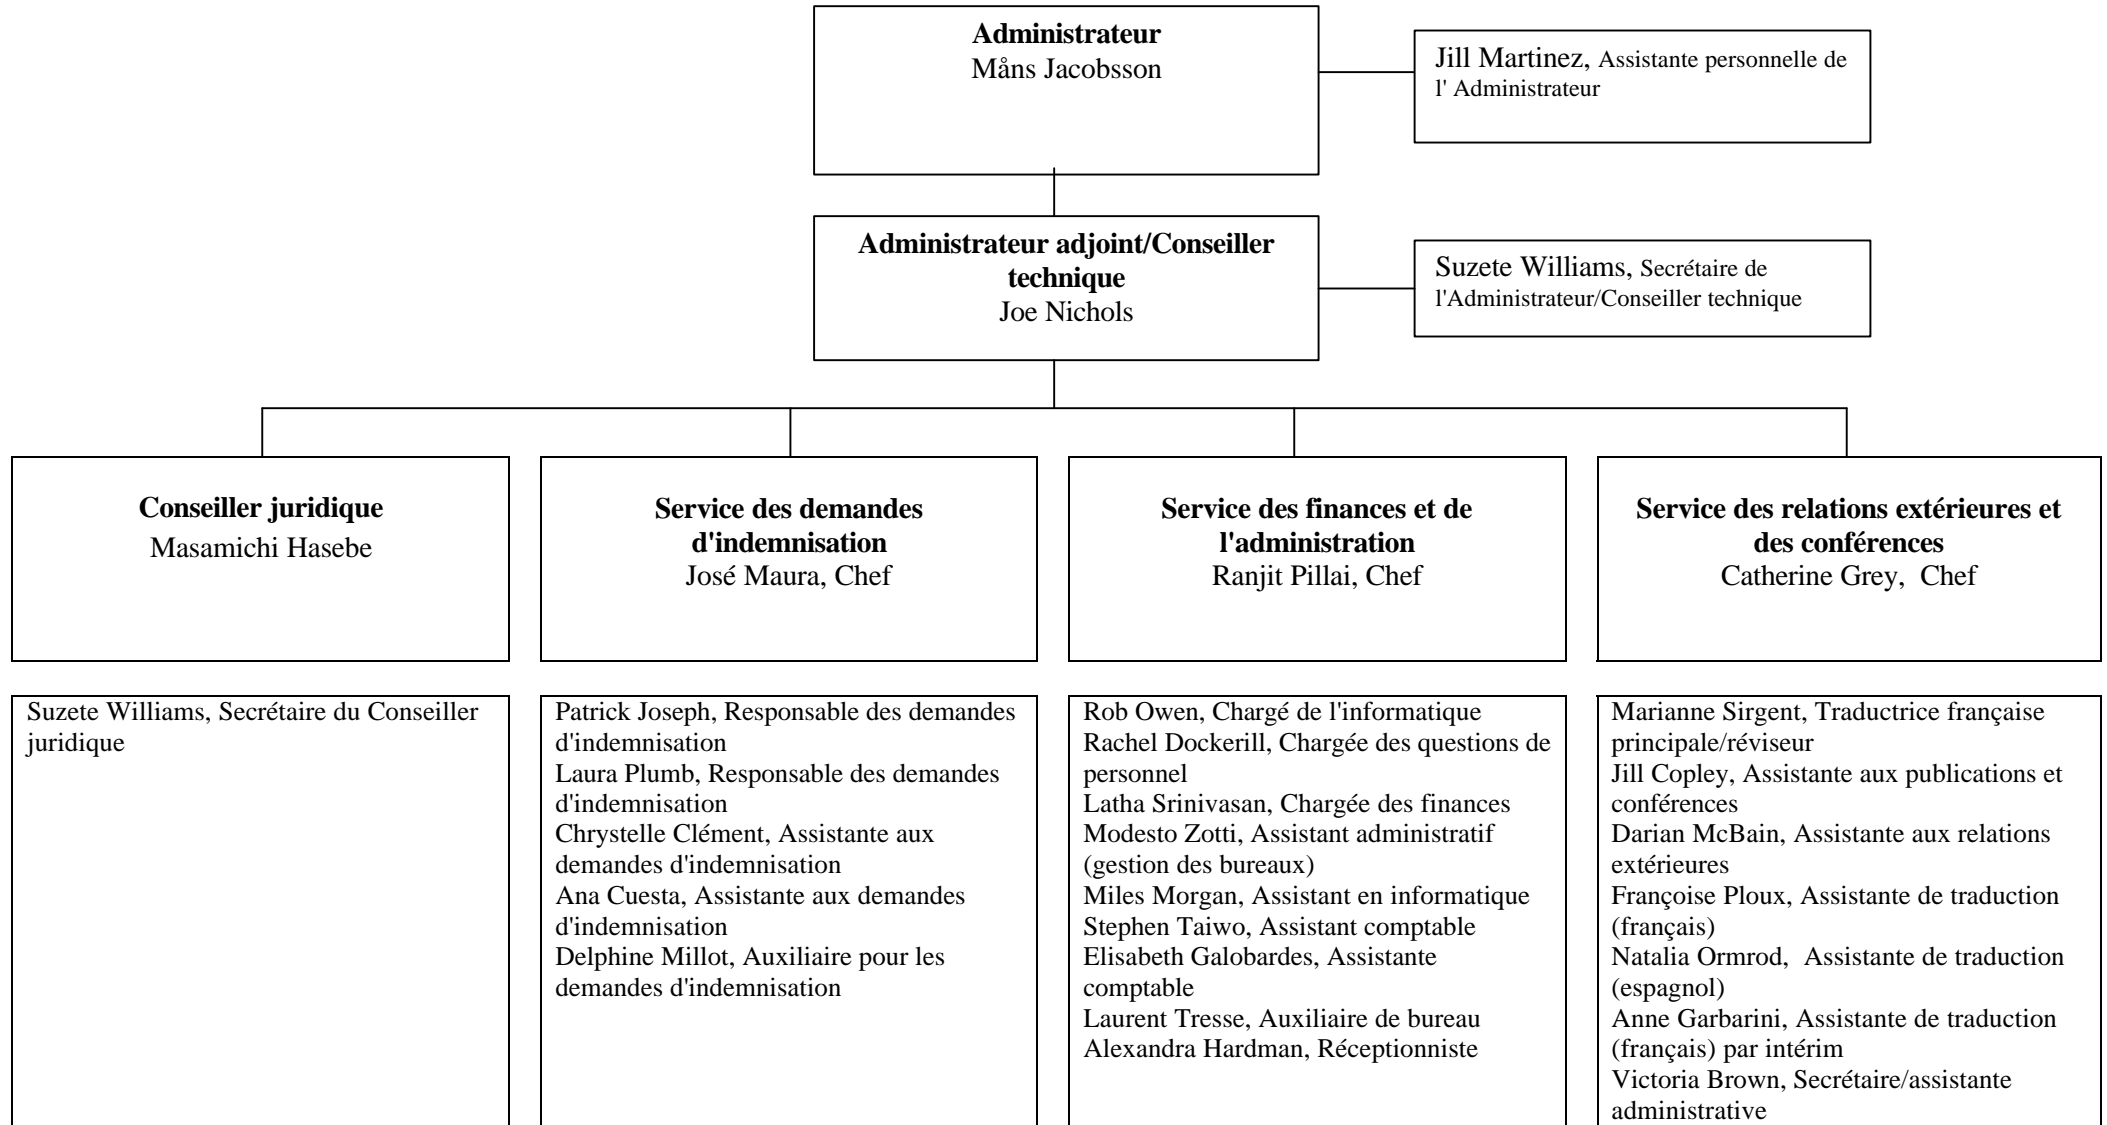 Administrateur
Måns Jacobsson
Jill Martinez, Assistante personnelle de
l' Administrateur
Administrateur adjoint/Conseiller
technique
Joe Nichols
Suzete Williams, Secrétaire de
l'Administrateur/Conseiller technique
Conseiller juridique
Masamichi Hasebe
Service des demandes
d'indemnisation
José Maura, Chef
Service des finances et de
l'administration
Ranjit Pillai, Chef
Service des relations extérieures et
des conférences
Catherine Grey,  Chef
Suzete Williams, Secrétaire du Conseiller
juridique
Patrick Joseph, Responsable des demandes
d'indemnisation
Laura Plumb, Responsable des demandes
d'indemnisation
Chrystelle Clément, Assistante aux
demandes d'indemnisation
Ana Cuesta, Assistante aux demandes
d'indemnisation
Delphine Millot, Auxiliaire pour les
demandes d'indemnisation
Rob Owen, Chargé de l'informatique
Rachel Dockerill, Chargée des questions de
personnel
Latha Srinivasan, Chargée des finances
Modesto Zotti, Assistant administratif
(gestion des bureaux)
Miles Morgan, Assistant en informatique
Stephen Taiwo, Assistant comptable
Elisabeth Galobardes, Assistante
comptable
Laurent Tresse, Auxiliaire de bureau
Alexandra Hardman, Réceptionniste
Marianne Sirgent, Traductrice française
principale/réviseur
Jill Copley, Assistante aux publications et
conférences
Darian McBain, Assistante aux relations
extérieures
Françoise Ploux, Assistante de traduction
(français)
Natalia Ormrod,  Assistante de traduction
(espagnol)
Anne Garbarini, Assistante de traduction
(français) par intérim
Victoria Brown, Secrétaire/assistante
administrative